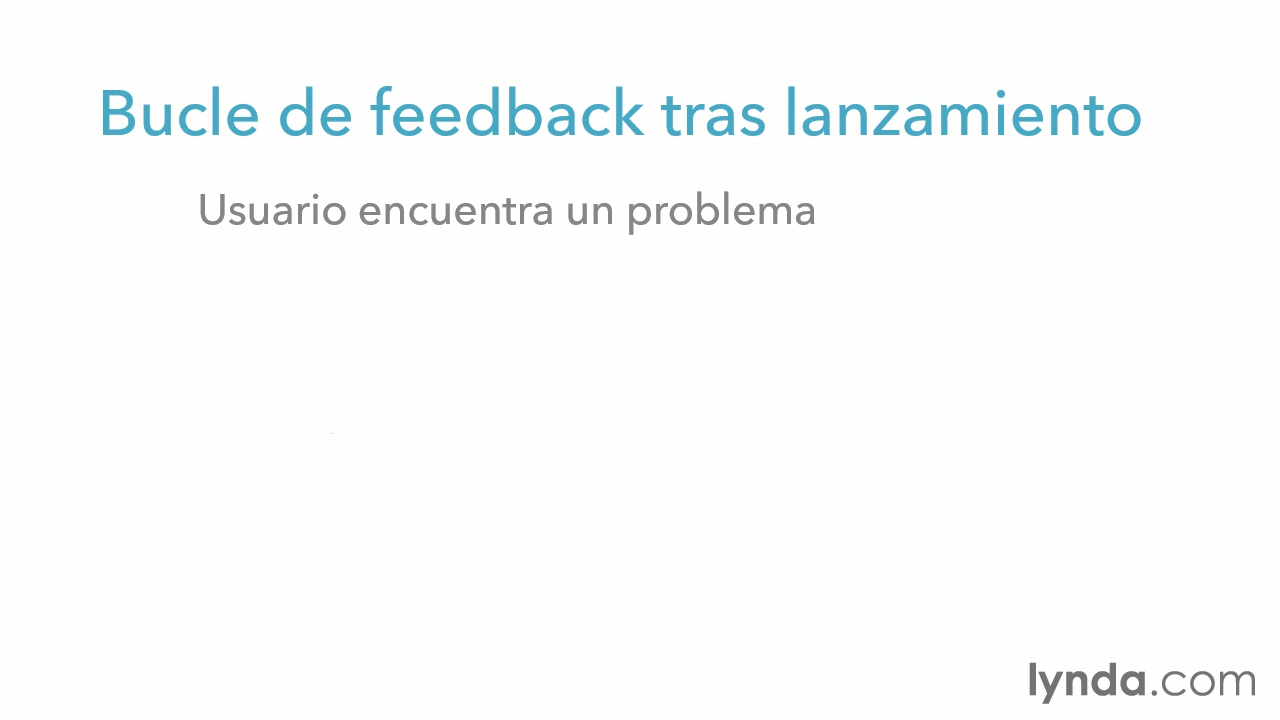 Bucle de feedback tras lanzamiento
Usuario encuentra un problema
lynda.com